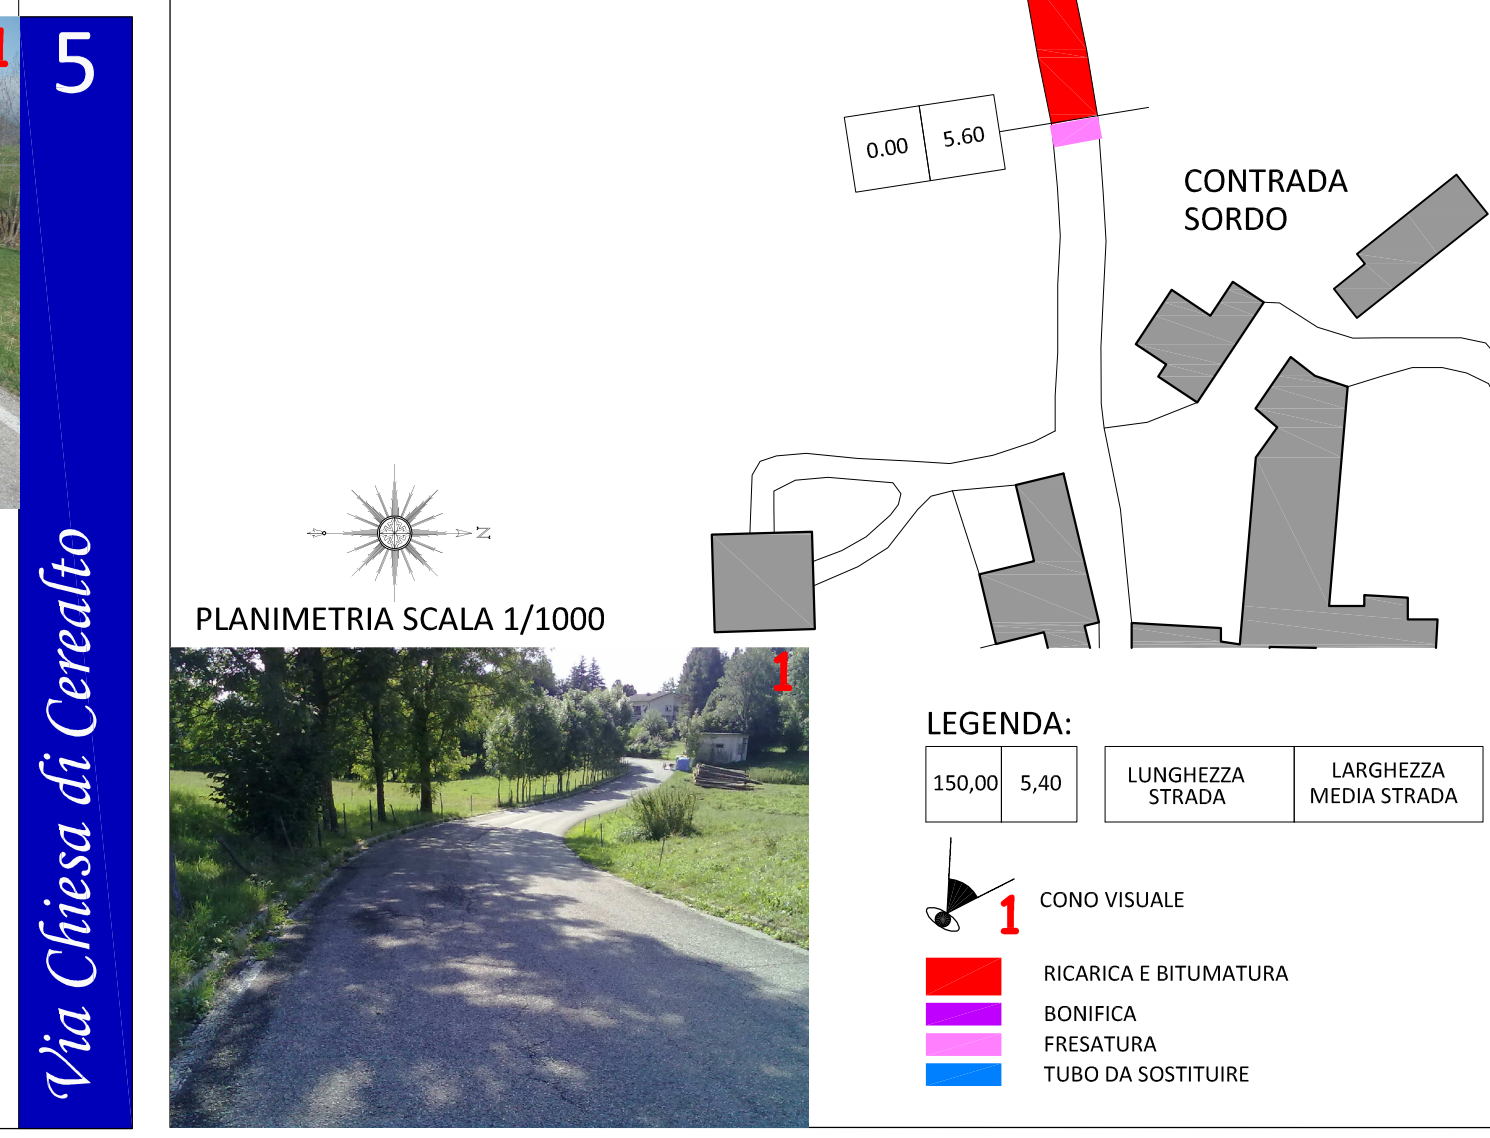 1
5
Via Chiesa di Cerealto
0.00
5.60
CONTRADA
SORDO
N
PLANIMETRIA SCALA 1/1000
1
LEGENDA:
150,00
5,40
LUNGHEZZA
STRADA
LARGHEZZA
MEDIA STRADA
1
CONO VISUALE
RICARICA E BITUMATURA
BONIFICA
FRESATURA
TUBO DA SOSTITUIRE